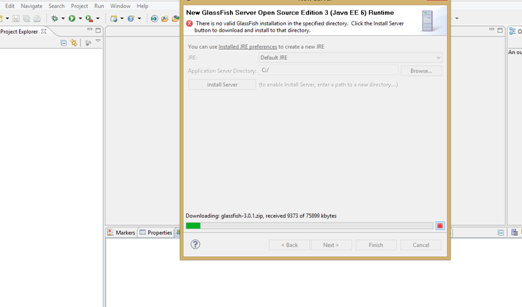 Edit Navigate Search Project Run Window Help
Project Explorer
New GlassFish Server Open Source Edition 3 (Java EE 6) Runtime
There is no valid GlassFish installation in the specified directory. Click the Install Server
button to download and install to that directory.
You can use Installed JRE preferences to create a new JRE
JRE: Default JRE
Application Server Directory: C:/ Browse...
Install Server (to enable Install Server, enter a path to a new directory....)
Downloading: glassfish-3.0.1.zip, received 9373 of 75899 kbytes
Markers Properties
< Back Next > Finish Cancel